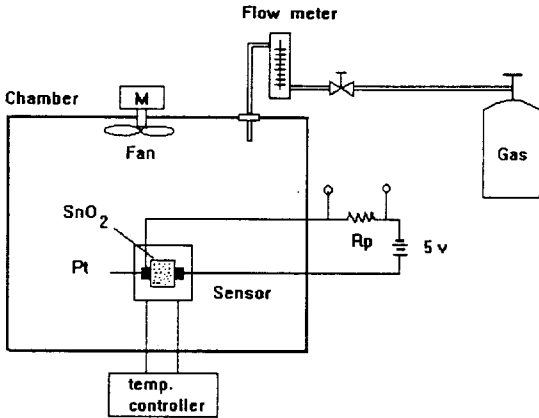 Flow meter
Chamber
M
Fan
Gas
SnO2
Rp
5 v
Pt
Sensor
temp.
controller